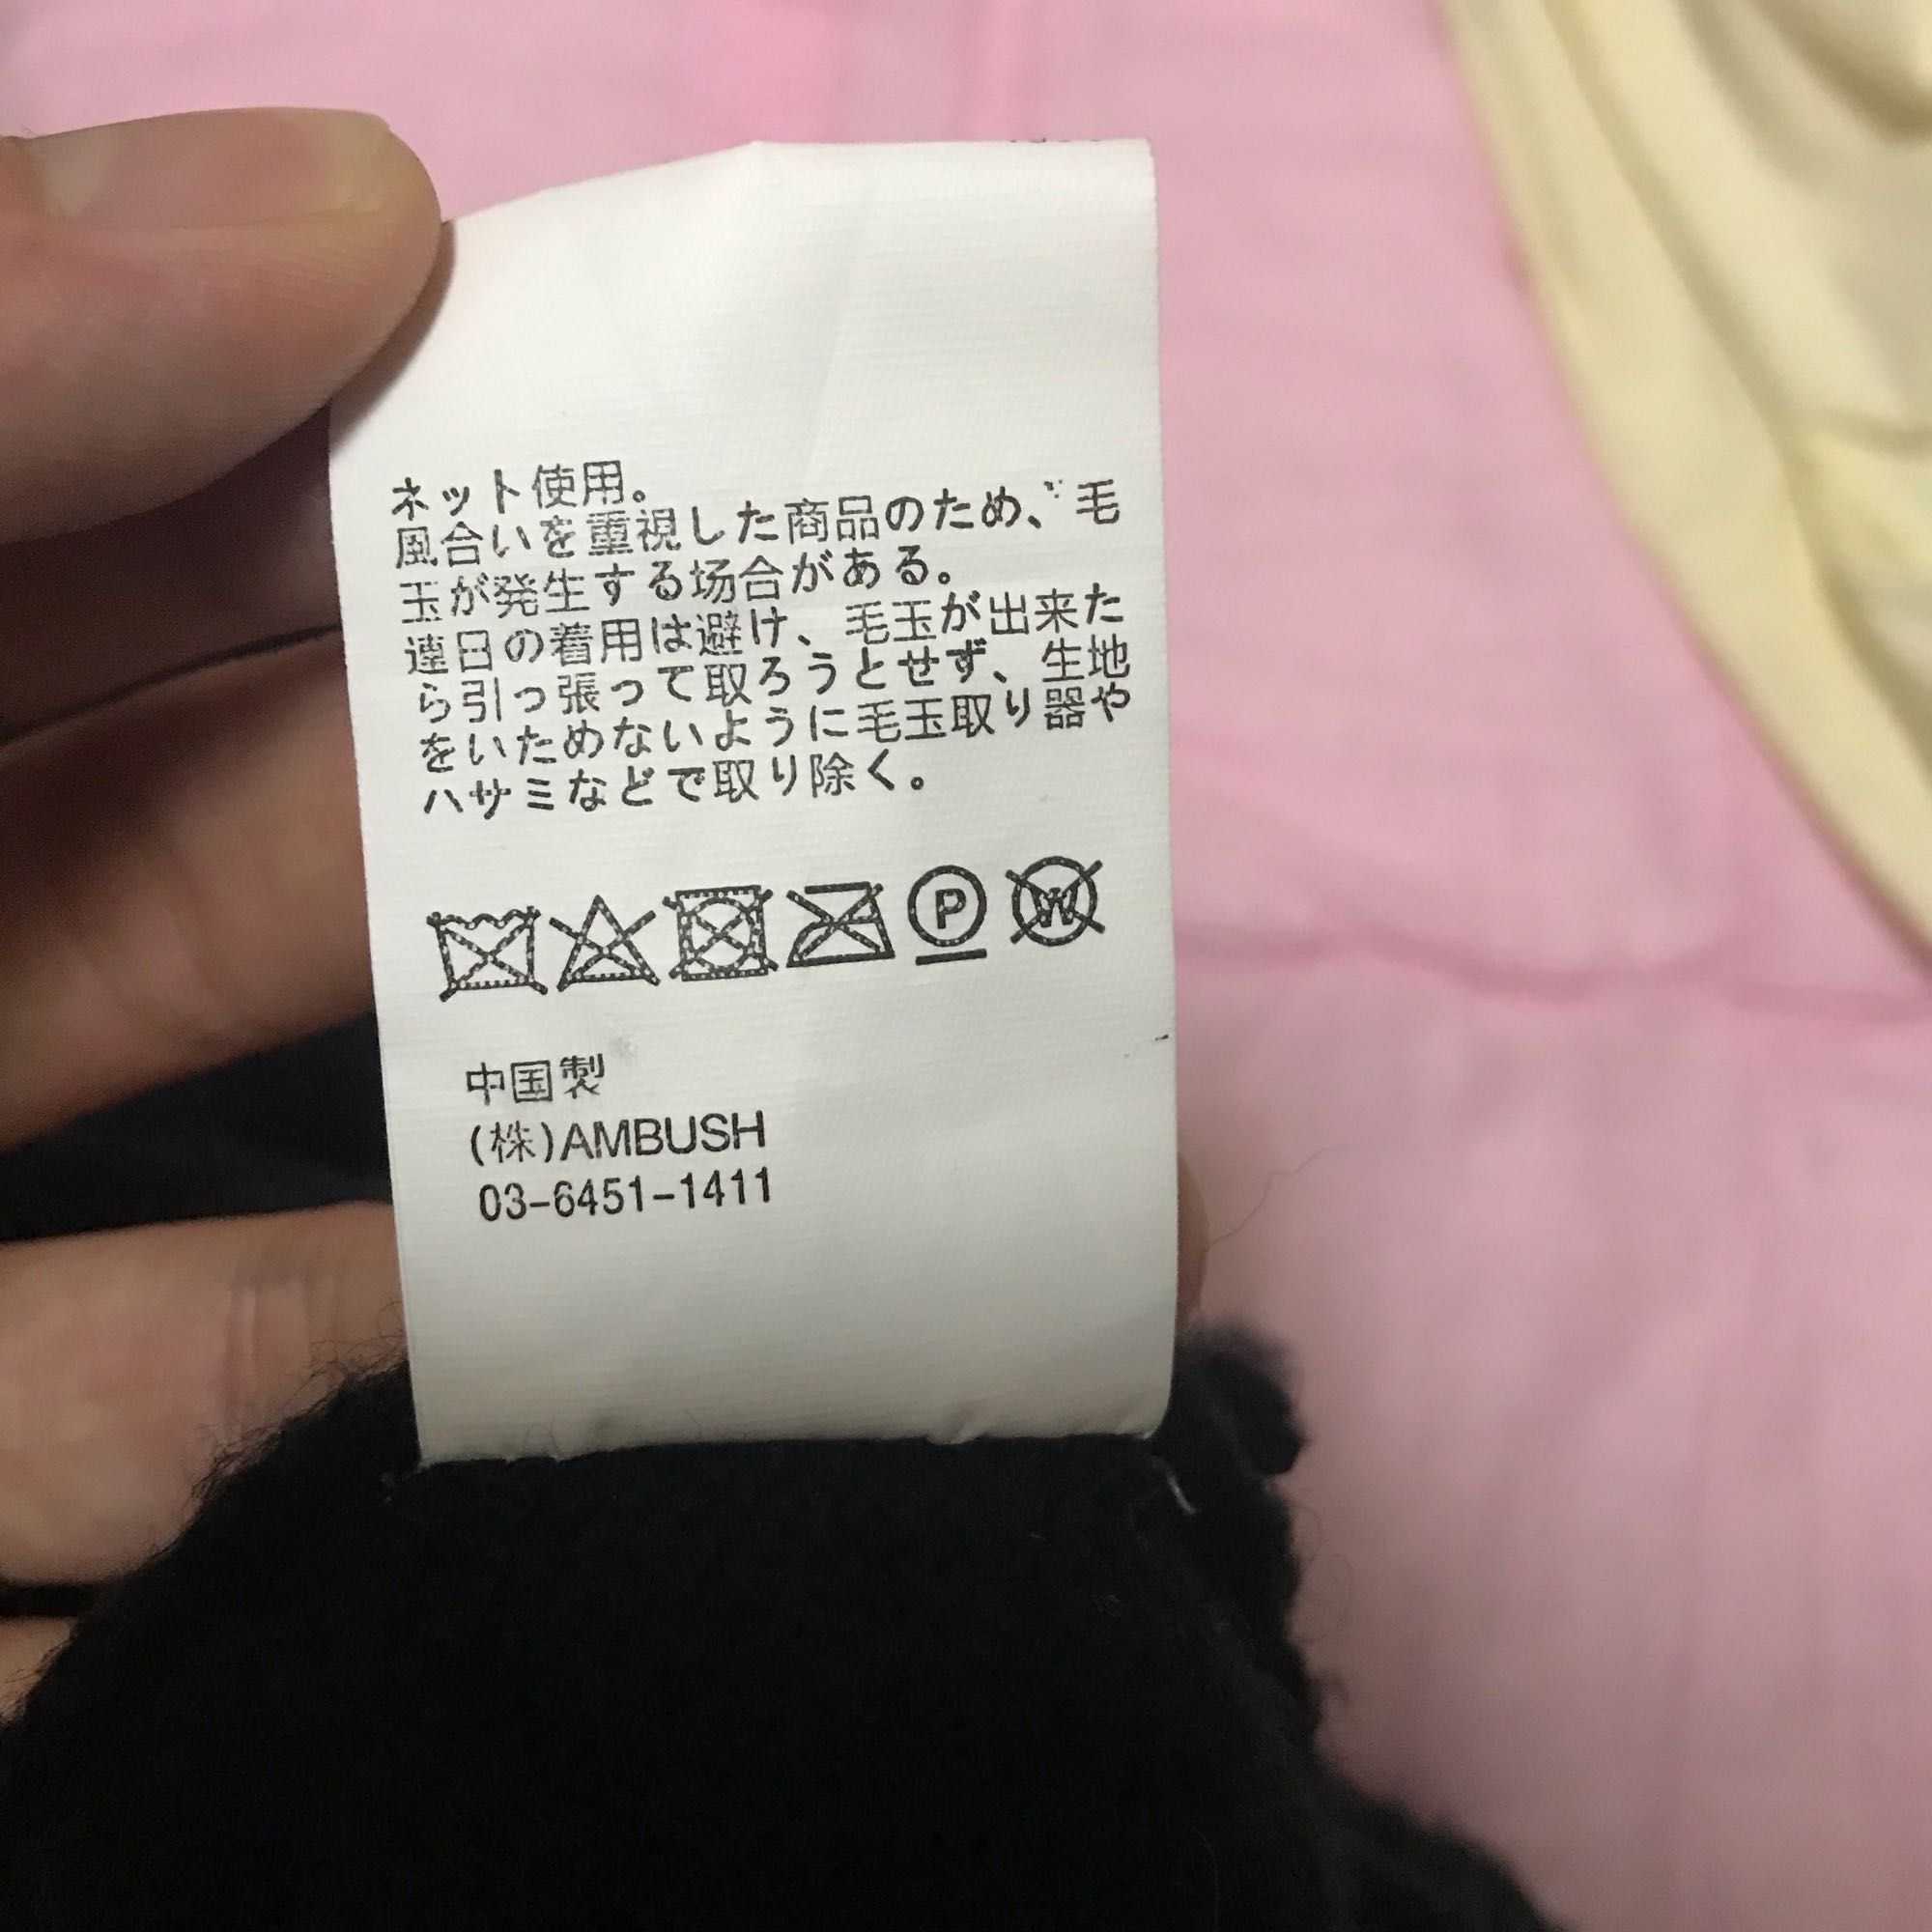 ネット使用。
風合いを重視した商品のため、毛
玉が発生する场合がある。
連日の着用は避け、毛玉が出来た
ら引っ張って取ろうとせず、生地
をいためないように毛玉取り器や
ハサミなどで取り除く。
P W
中国製
(株)AMBUSH
03-6451-1411